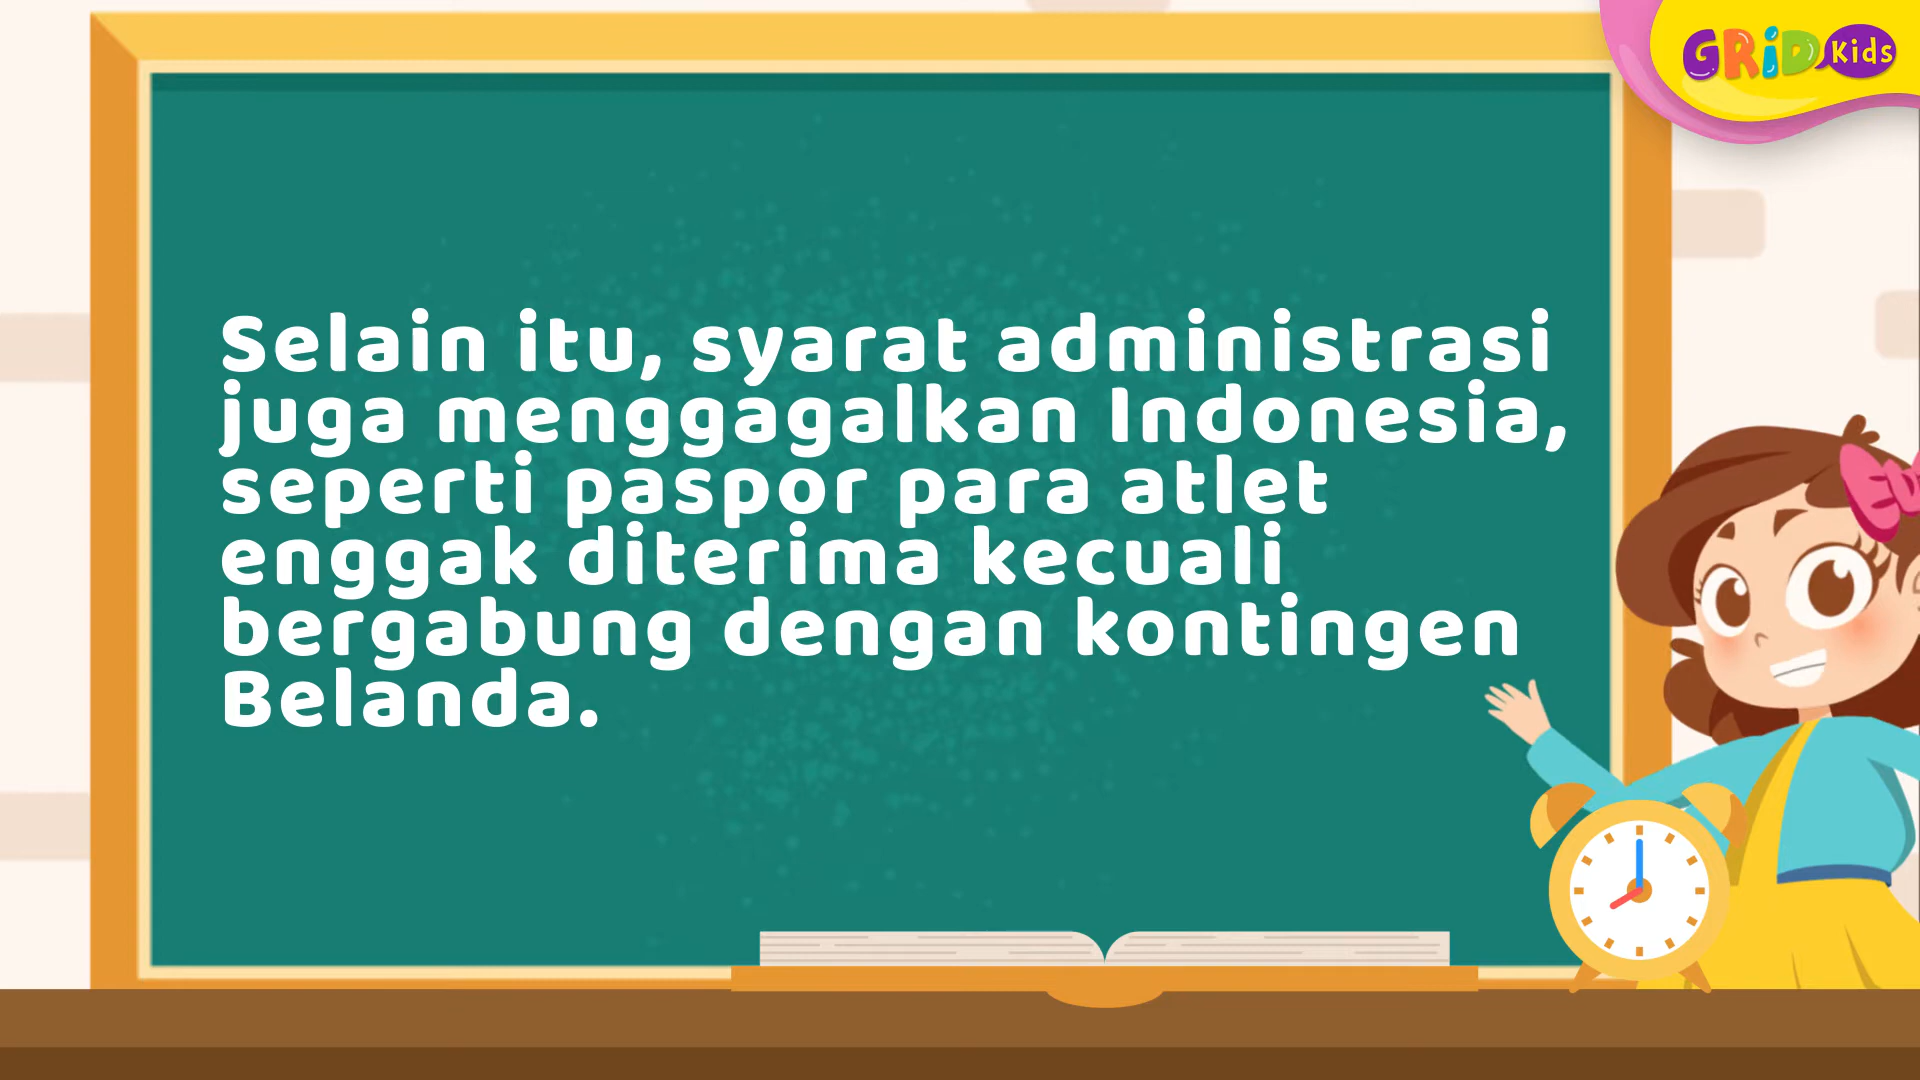 GRiD Kids
Selain itu, syarat administrasi
juga menggagalkan Indonesia,
seperti paspor para atlet
enggak diterima kecuali
bergabung dengan kontingen
Belanda.